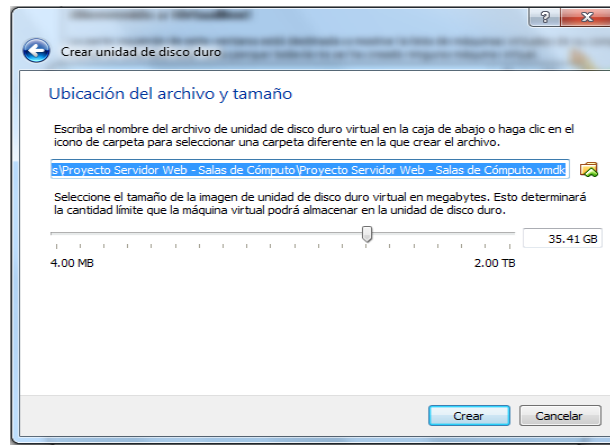 Crear unidad de disco duro
Ubicación del archivo y tamaño
Escriba el nombre del archivo de unidad de disco duro virtual en la caja de abajo o haga clic en el
icono de carpeta para seleccionar una carpeta diferente en la que crear el archivo.
s\Proyecto Servidor Web - Salas de Cómputo\Proyecto Servidor Web - Salas de Cómputo.vmdk
Seleccione el tamaño de la imagen de unidad de disco duro virtual en megabytes. Esto determinará
la cantidad límite que la máquina virtual podrá almacenar en la unidad de disco duro.
35.41 GB
4.00 MB 2.00 TB
Crear Cancelar